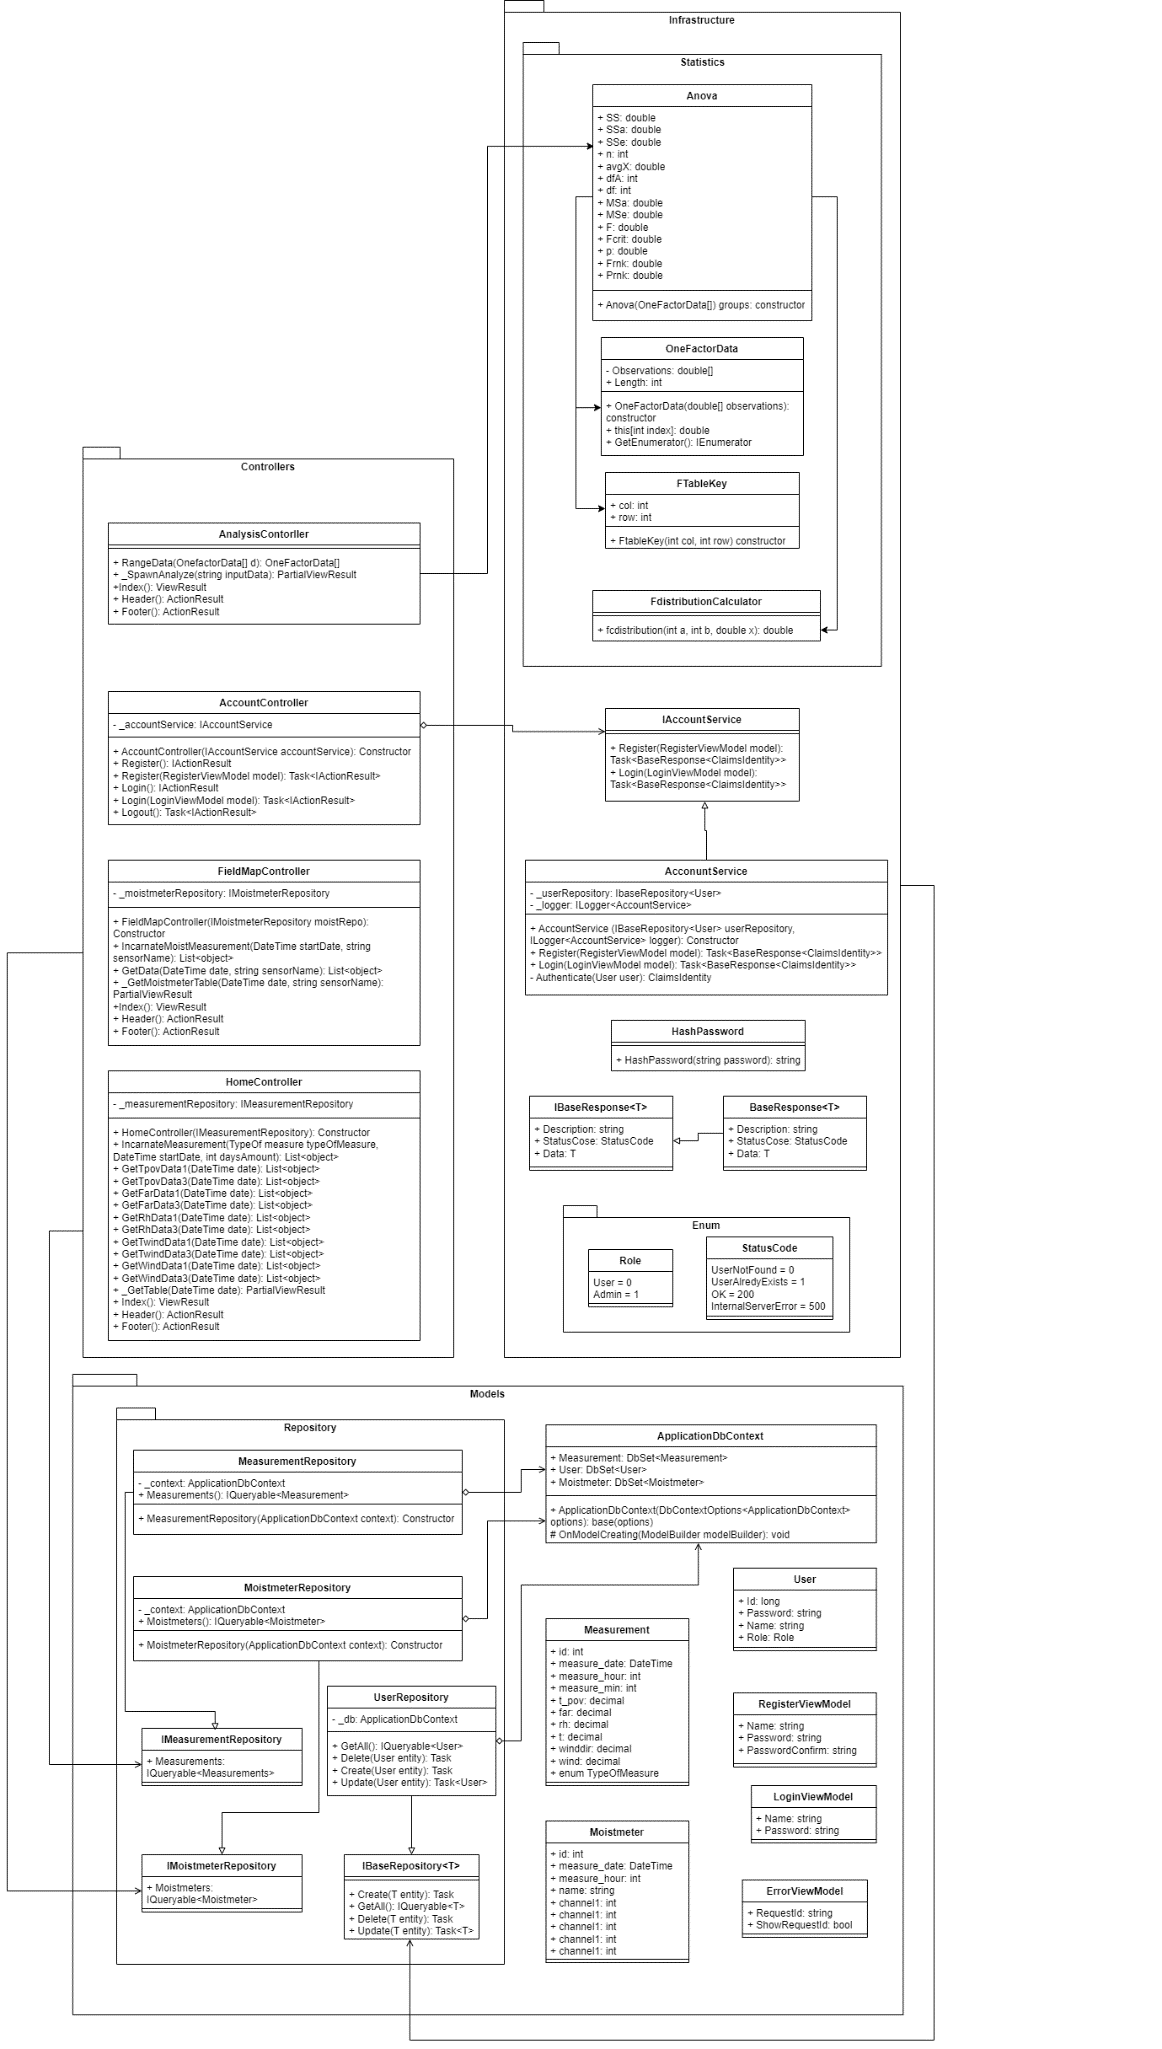 Infrastructure
Statistics
Anova
+ SS: double
+ SSa: double
+ SSe: double
+ n: int
+ avgX: double
+ dfA: int
+ df: int
+ MSa: double
+ MSe: double
+ F: double
+ Fcrit: double
+ p: double
+ Frnk: double
+ Prnk: double
+ Anova(OneFactorData[]) groups: constructor
OneFactorData
- Observations: double[]
+ Length: int
+ OneFactorData(double[] observations):
constructor
+ this[int index]: double
+ GetEnumerator(): IEnumerator
FTableKey
+ col: int
+ row: int
+ FtableKey(int col, int row) constructor
FdistributionCalculator
+ fcdistribution(int a, int b, double x): double
Controllers
AnalysisContorller
+ RangeData(OnefactorData[] d): OneFactorData[]
+ _SpawnAnalyze(string inputData): PartialViewResult
+Index(): ViewResult
+ Header(): ActionResult
+ Footer(): ActionResult
AccountController
- _accountService: IAccountService
+ AccountController(IAccountService accountService): Constructor
+ Register(): IActionResult
+ Register(RegisterViewModel model): Task<IActionResult>
+ Login(): IActionResult
+ Login(LoginViewModel model): Task<IActionResult>
+ Logout(): Task<IActionResult>
FieldMapController
- _moistmeterRepository: IMoistmeterRepository
+ FieldMapController(IMoistmeterRepository moistRepo):
Constructor
+ IncarnateMoistMeasurement(DateTime startDate, string
sensorName): List<object>
+ GetData(DateTime date, string sensorName): List<object>
+ _GetMoistmeterTable(DateTime date, string sensorName):
PartialViewResult
+Index(): ViewResult
+ Header(): ActionResult
+ Footer(): ActionResult
HomeController
- _measurementRepository: IMeasurementRepository
+ HomeController(IMeasurementRepository): Constructor
+ IncarnateMeasurement(TypeOf measure typeOfMeasure,
DateTime startDate, int daysAmount): List<object>
+ GetTpovData1(DateTime date): List<object>
+ GetTpovData3(DateTime date): List<object>
+ GetFarData1(DateTime date): List<object>
+ GetFarData3(DateTime date): List<object>
+ GetRhData1(DateTime date): List<object>
+ GetRhData3(DateTime date): List<object>
+ GetTwindData1(DateTime date): List<object>
+ GetTwindData3(DateTime date): List<object>
+ GetWindData1(DateTime date): List<object>
+ GetWindData3(DateTime date): List<object>
+ _GetTable(DateTime date): PartialViewResult
+ Index(): ViewResult
+ Header(): ActionResult
+ Footer(): ActionResult
IAccountService
+ Register(RegisterViewModel model):
Task<BaseResponse<ClaimsIdentity>>
+ Login(LoginViewModel model):
Task<BaseResponse<ClaimsIdentity>>
AcconuntService
- _userRepository: IbaseRepository<User>
- _logger: ILogger<AccountService>
+ AccountService (IBaseRepository<User> userRepository,
ILogger<AccountService> logger): Constructor
+ Register(RegisterViewModel model): Task<BaseResponse<ClaimsIdentity>>
+ Login(LoginViewModel model): Task<BaseResponse<ClaimsIdentity>>
- Authenticate(User user): ClaimsIdentity
HashPassword
+ HashPassword(string password): string
IBaseResponse<T>
+ Description: string
+ StatusCose: StatusCode
+ Data: T
BaseResponse<T>
+ Description: string
+ StatusCose: StatusCode
+ Data: T
Enum
Role
User = 0
Admin = 1
StatusCode
UserNotFound = 0
UserAlredyExists = 1
OK = 200
InternalServerError = 500
Models
Repository
MeasurementRepository
- _context: ApplicationDbContext
+ Measurements(): IQueryable<Measurement>
+ MeasurementRepository(ApplicationDbContext context): Constructor
MoistmeterRepository
- _context: ApplicationDbContext
+ Moistmeters(): IQueryable<Moistmeter>
+ MoistmeterRepository(ApplicationDbContext context): Constructor
UserRepository
- _db: ApplicationDbContext
+ GetAll(): IQueryable<User>
+ Delete(User entity): Task
+ Create(User entity): Task
+ Update(User entity): Task<User>
IMeasurementRepository
+ Measurements:
IQueryable<Measurements>
IMoistmeterRepository
+ Moistmeters:
IQueryable<Moistmeter>
IBaseRepository<T>
+ Create(T entity): Task
+ GetAll(): IQueryable<T>
+ Delete(T entity): Task
+ Update(T entity): Task<T>
ApplicationDbContext
+ Measurement: DbSet<Measurement>
+ User: DbSet<User>
+ Moistmeter: DbSet<Moistmeter>
+ ApplicationDbContext(DbContextOptions<ApplicationDbContext>
options): base(options)
# OnModelCreating(ModelBuilder modelBuilder): void
User
+ Id: long
+ Password: string
+ Name: string
+ Role: Role
Measurement
+ id: int
+ measure_date: DateTime
+ measure_hour: int
+ measure_min: int
+ t_pov: decimal
+ far: decimal
+ rh: decimal
+ t: decimal
+ winddir: decimal
+ wind: decimal
+ enum TypeOfMeasure
RegisterViewModel
+ Name: string
+ Password: string
+ PasswordConfirm: string
LoginViewModel
+ Name: string
+ Password: string
Moistmeter
+ id: int
+ measure_date: DateTime
+ measure_hour: int
+ name: string
+ channel1: int
+ channel1: int
+ channel1: int
+ channel1: int
+ channel1: int
ErrorViewModel
+ RequestId: string
+ ShowRequestId: bool